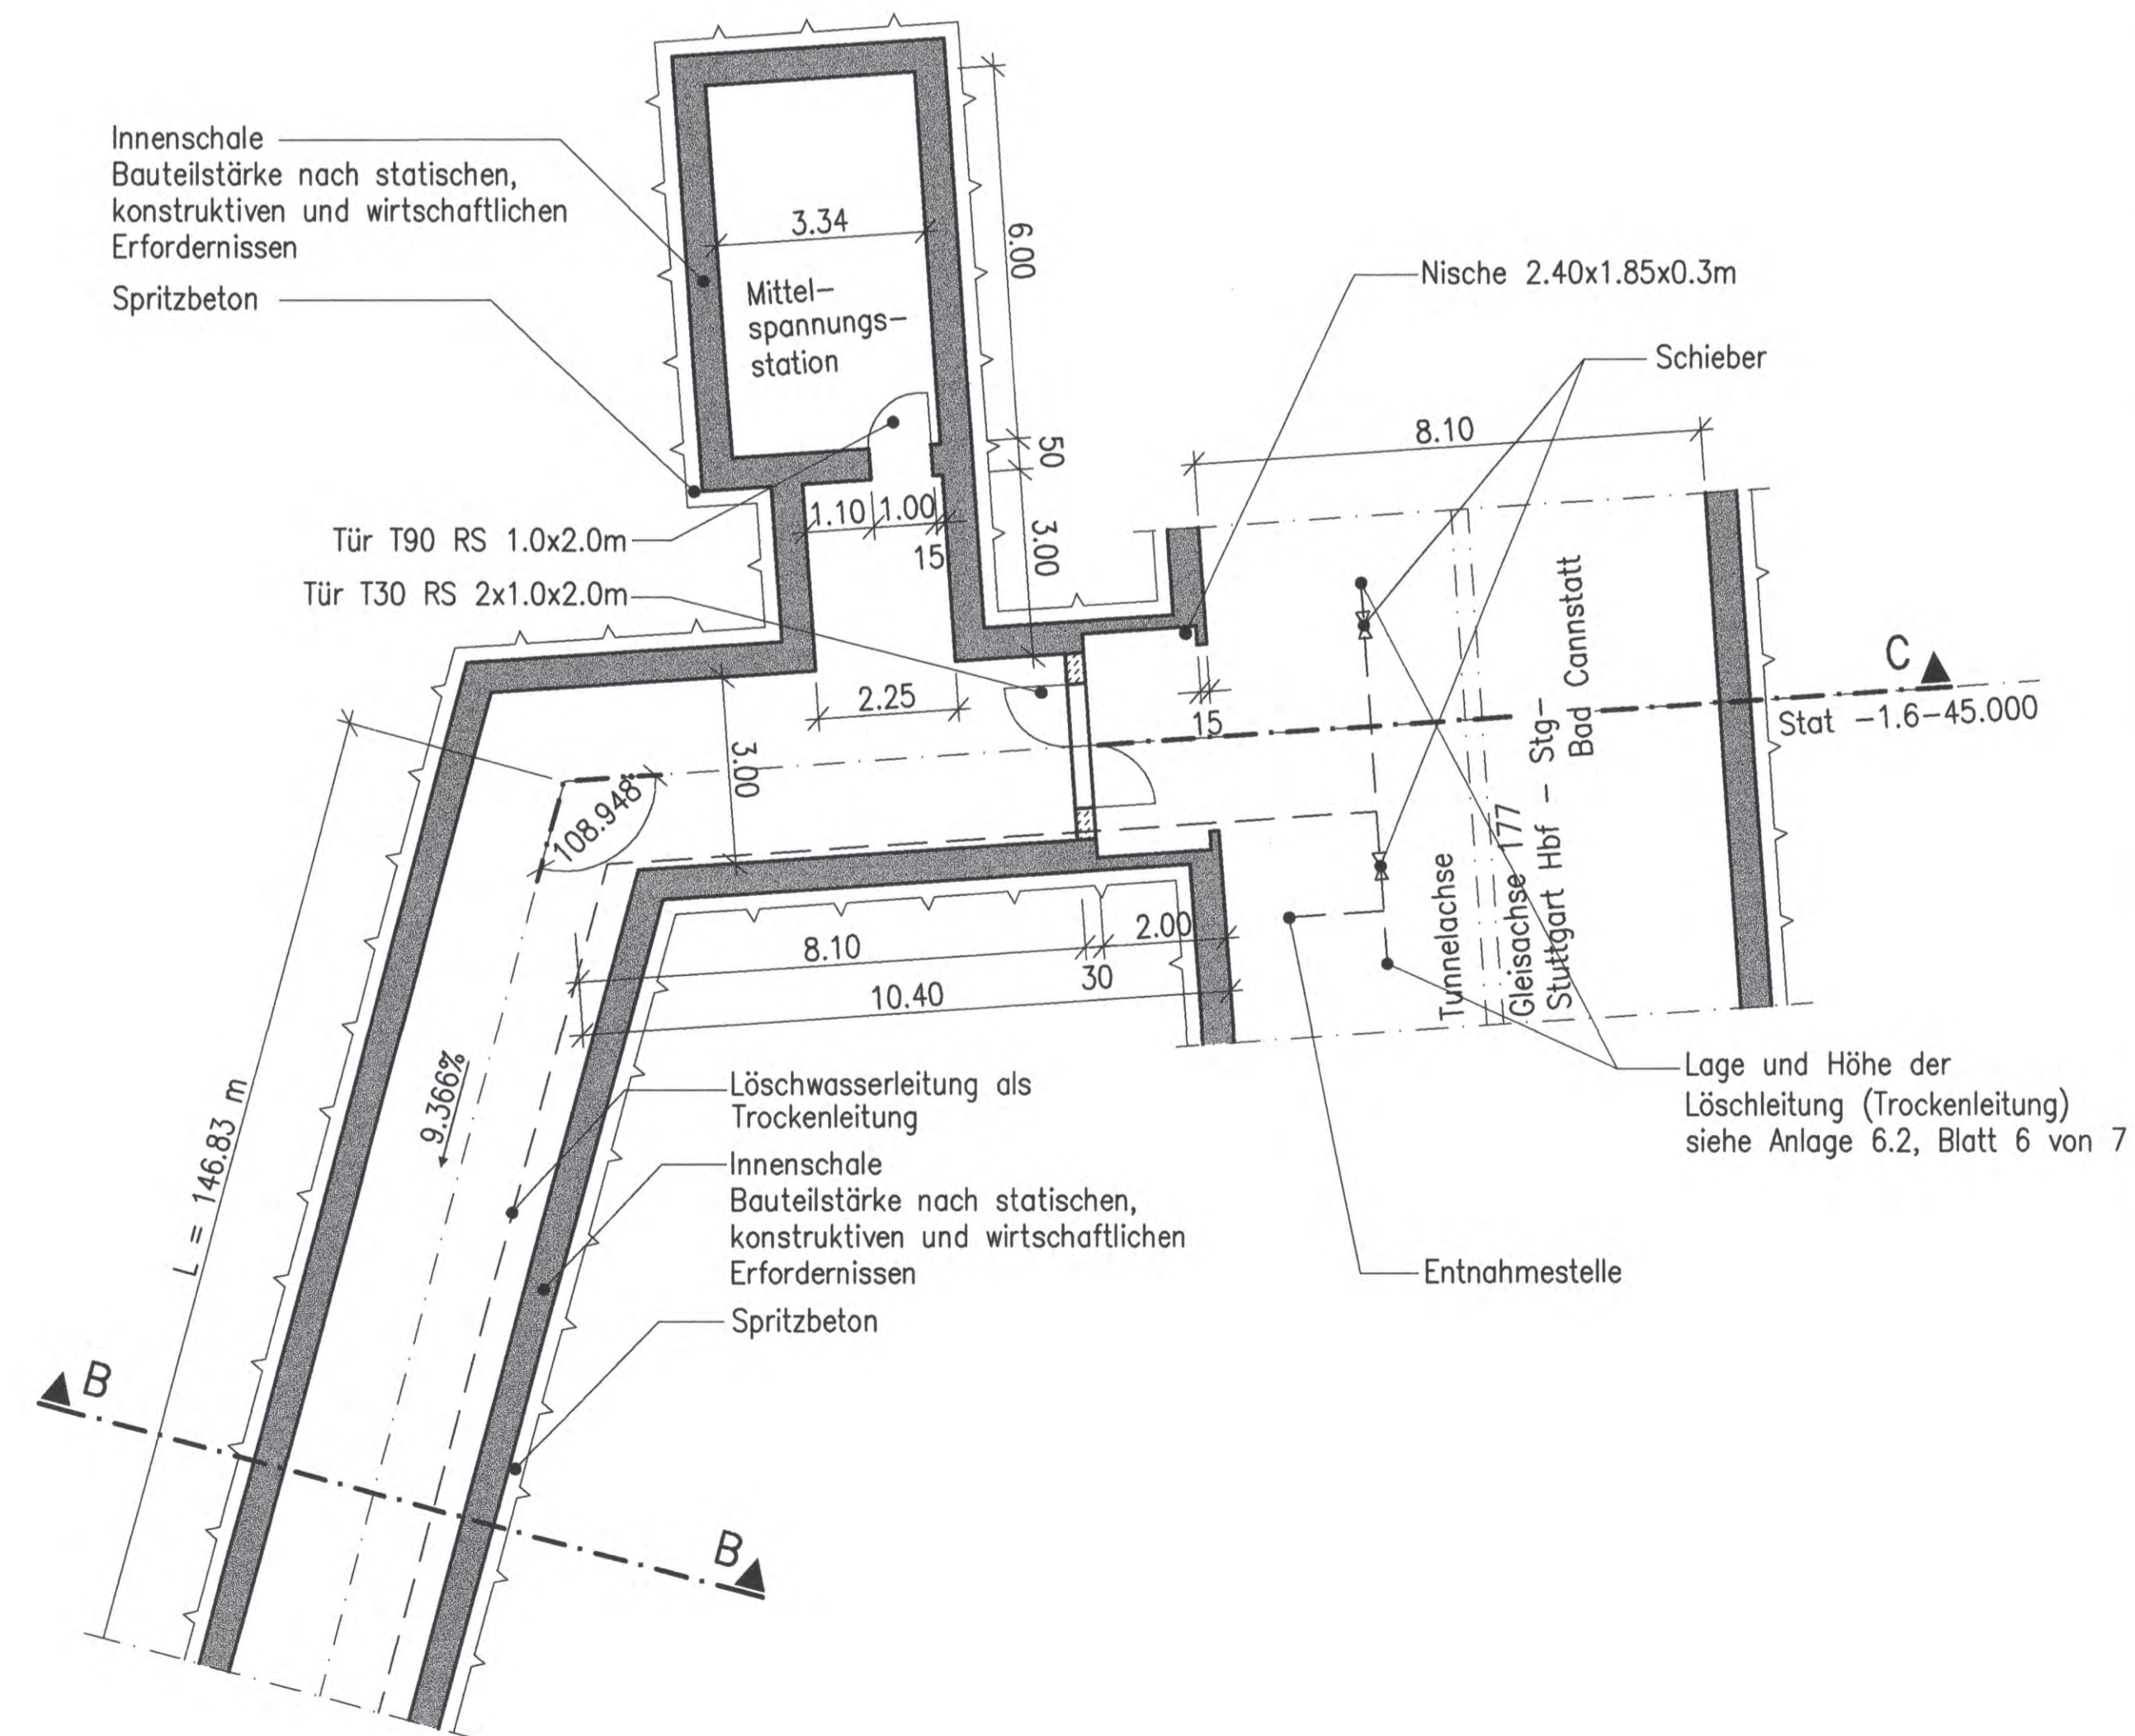 Innenschale
Bauteilstärke nach statischen,
konstruktiven und wirtschaftlichen
Erfordernissen
Spritzbeton
3.34
6.00
Mittel-
spannungs-
station
Nische 2.40x1.85x0.3m
Schieber
8.10
50
1.10
1.00
15
3.00
Tür T90 RS 1.0x2.0m
Tür T30 RS 2x1.0x2.0m
2.25
3.00
15
108.948
C
Stat -1.6-45.000
Tunnelachse
Gleisachse 177
Stuttgart Hbf - Stg-
Bad Cannstatt
8.10
30
2.00
10.40
L = 146.83 m
9.366%
Löschwasserleitung als
Trockenleitung
Innenschale
Bauteilstärke nach statischen,
konstruktiven und wirtschaftlichen
Erfordernissen
Spritzbeton
Lage und Höhe der
Löschleitung (Trockenleitung)
siehe Anlage 6.2, Blatt 6 von 7
Entnahmestelle
B
B